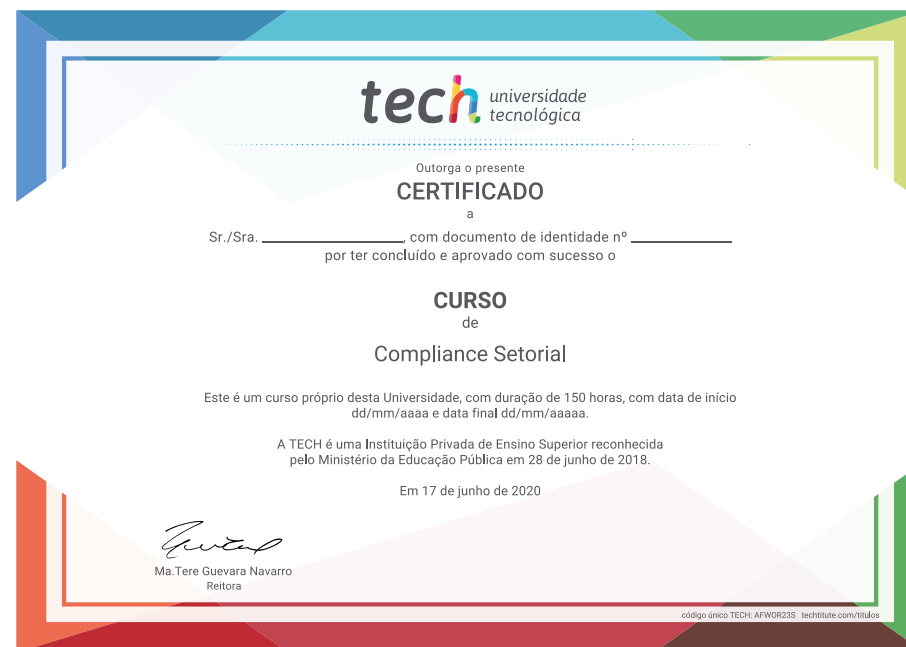 tech universidade
tecnológica
Outorga o presente
CERTIFICADO
a
Sr./Sra. ____________________, com documento de identidade nº ______________
por ter concluído e aprovado com sucesso o
CURSO
de
Compliance Setorial
Este é um curso próprio desta Universidade, com duração de 150 horas, com data de início
dd/mm/aaaa e data final dd/mm/aaaaa.
A TECH é uma Instituição Privada de Ensino Superior reconhecida
pelo Ministério da Educação Pública em 28 de junho de 2018.
Em 17 de junho de 2020
Ma.Tere Guevara Navarro
Reitora
código único TECH: AFWOR23S techtitute.com/titulos